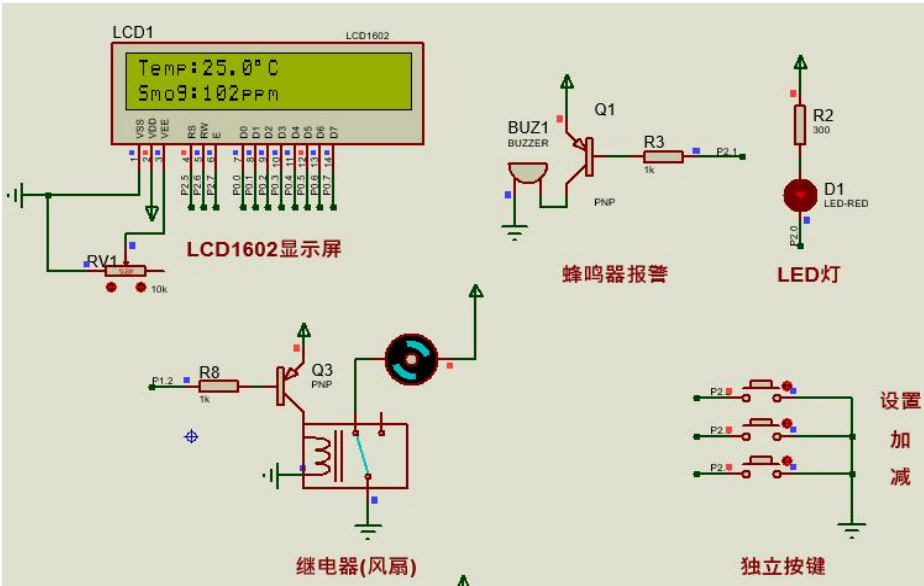 LCD1
LCD1602
Temp:25.0°C
Smog:102ppm
VSS VDD VEE RS RW E D0 D1 D2 D3 D4 D5 D6 D7
1 2 3 4 5 6 7 8 9 10 11 12 13 14
P2.5 P2.6 P2.7 P0.0 P0.1 P0.2 P0.3 P0.4 P0.5 P0.6 P0.7
RV1
10k
LCD1602显示屏
BUZ1
BUZZER
Q1
PNP
R3
1k
P2.1
蜂鸣器报警
R2
300
D1
LED-RED
P2.0
LED灯
P1.2
R8
1k
Q3
PNP
继电器(风扇)
设置
加
减
独立按键